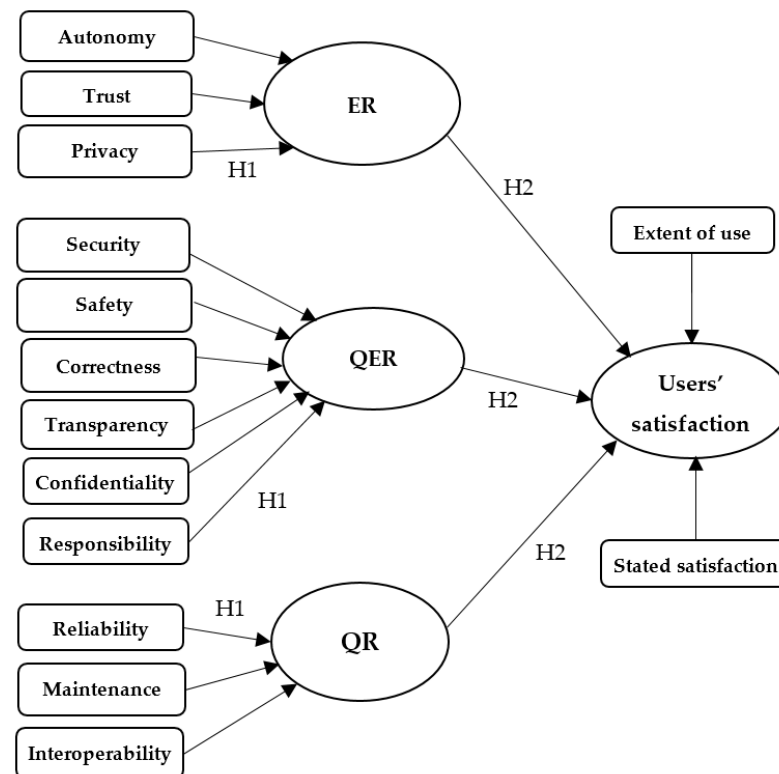 Autonomy
Trust
Privacy
H1
ER
H2
Security
Safety
Correctness
Transparency
Confidentiality
Responsibility
H1
QER
H2
Extent of use
Users’
satisfaction
Stated satisfaction
Reliability
Maintenance
Interoperability
H1
QR
H2